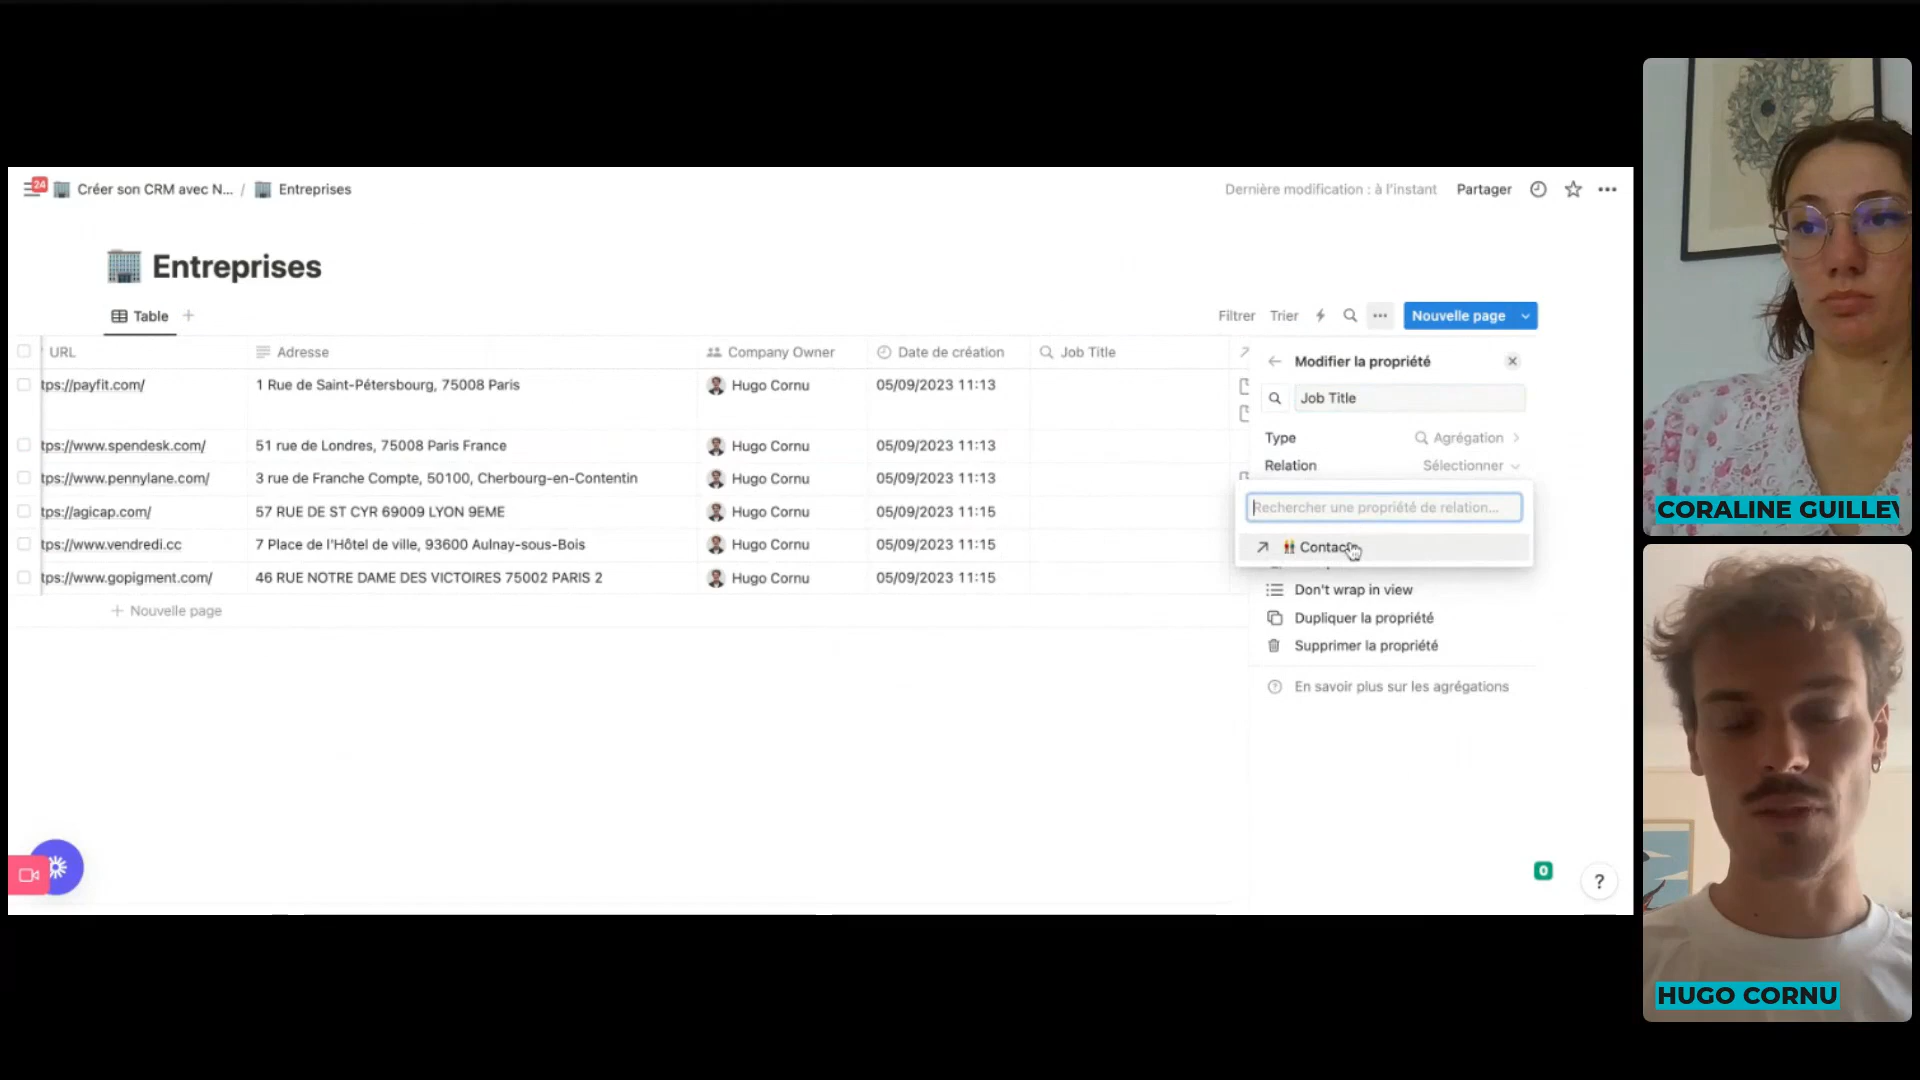 24
Créer son CRM avec N... / Entreprises
Dernière modification : à l'instant
Partager
Entreprises
Table
Filtrer
Trier
Nouvelle page
URL
Adresse
Company Owner
Date de création
Job Title
tps://payfit.com/
1 Rue de Saint-Pétersbourg, 75008 Paris
Hugo Cornu
05/09/2023 11:13
tps://www.spendesk.com/
51 rue de Londres, 75008 Paris France
Hugo Cornu
05/09/2023 11:13
tps://www.pennylane.com/
3 rue de Franche Compte, 50100, Cherbourg-en-Contentin
Hugo Cornu
05/09/2023 11:13
tps://agicap.com/
57 RUE DE ST CYR 69009 LYON 9EME
Hugo Cornu
05/09/2023 11:15
tps://www.vendredi.cc
7 Place de l'Hôtel de ville, 93600 Aulnay-sous-Bois
Hugo Cornu
05/09/2023 11:15
tps://www.gopigment.com/
46 RUE NOTRE DAME DES VICTOIRES 75002 PARIS 2
Hugo Cornu
05/09/2023 11:15
+ Nouvelle page
Modifier la propriété
Job Title
Type
Agrégation
Relation
Sélectionner
Rechercher une propriété de relation...
Don't wrap in view
Dupliquer la propriété
Supprimer la propriété
En savoir plus sur les agrégations
0
?
CORALINE GUILLEV
HUGO CORNU